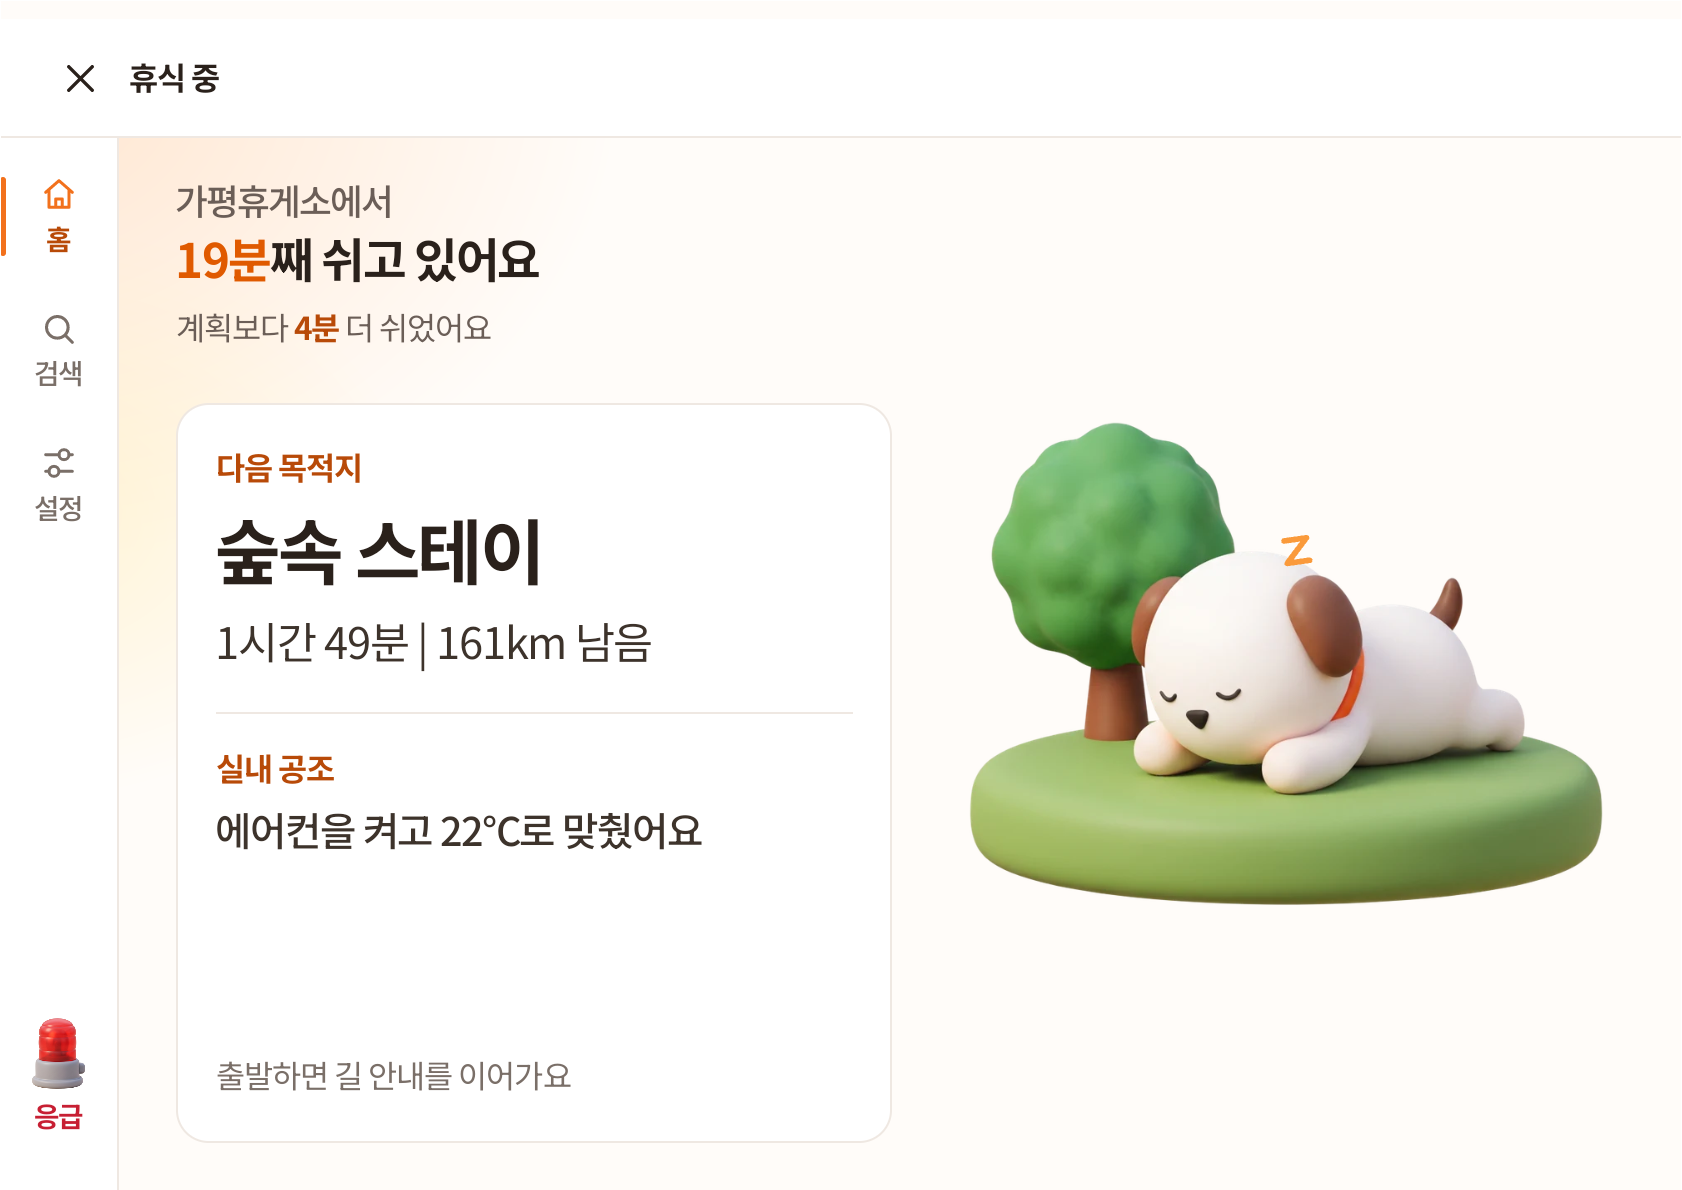 휴식 중
홈
검색
설정
응급
가평휴게소에서
19분째 쉬고 있어요
계획보다 4분 더 쉬었어요
다음 목적지
숲속 스테이
1시간 49분 | 161km 남음
실내 공조
에어컨을 켜고 22°C로 맞췄어요
출발하면 길 안내를 이어가요
Z